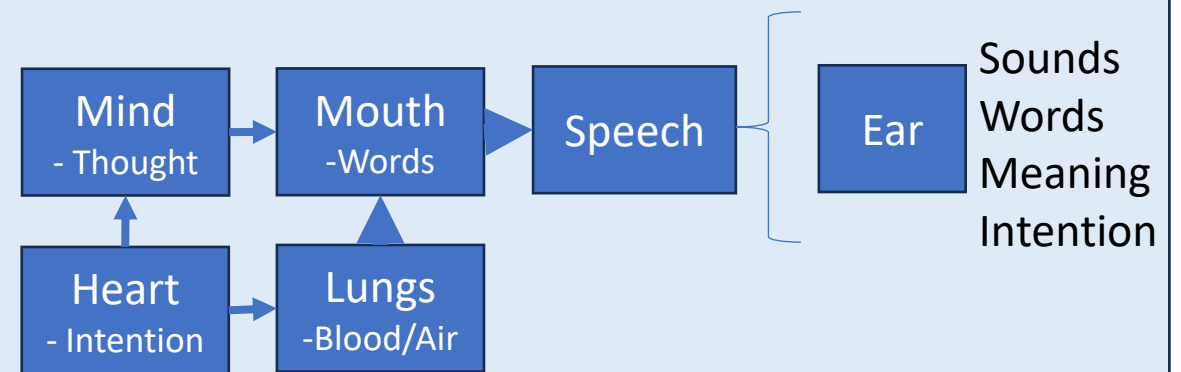 Mind
- Thought
Mouth
-Words
Speech
Ear
Sounds
Words
Meaning
Intention
Heart
- Intention
Lungs
-Blood/Air